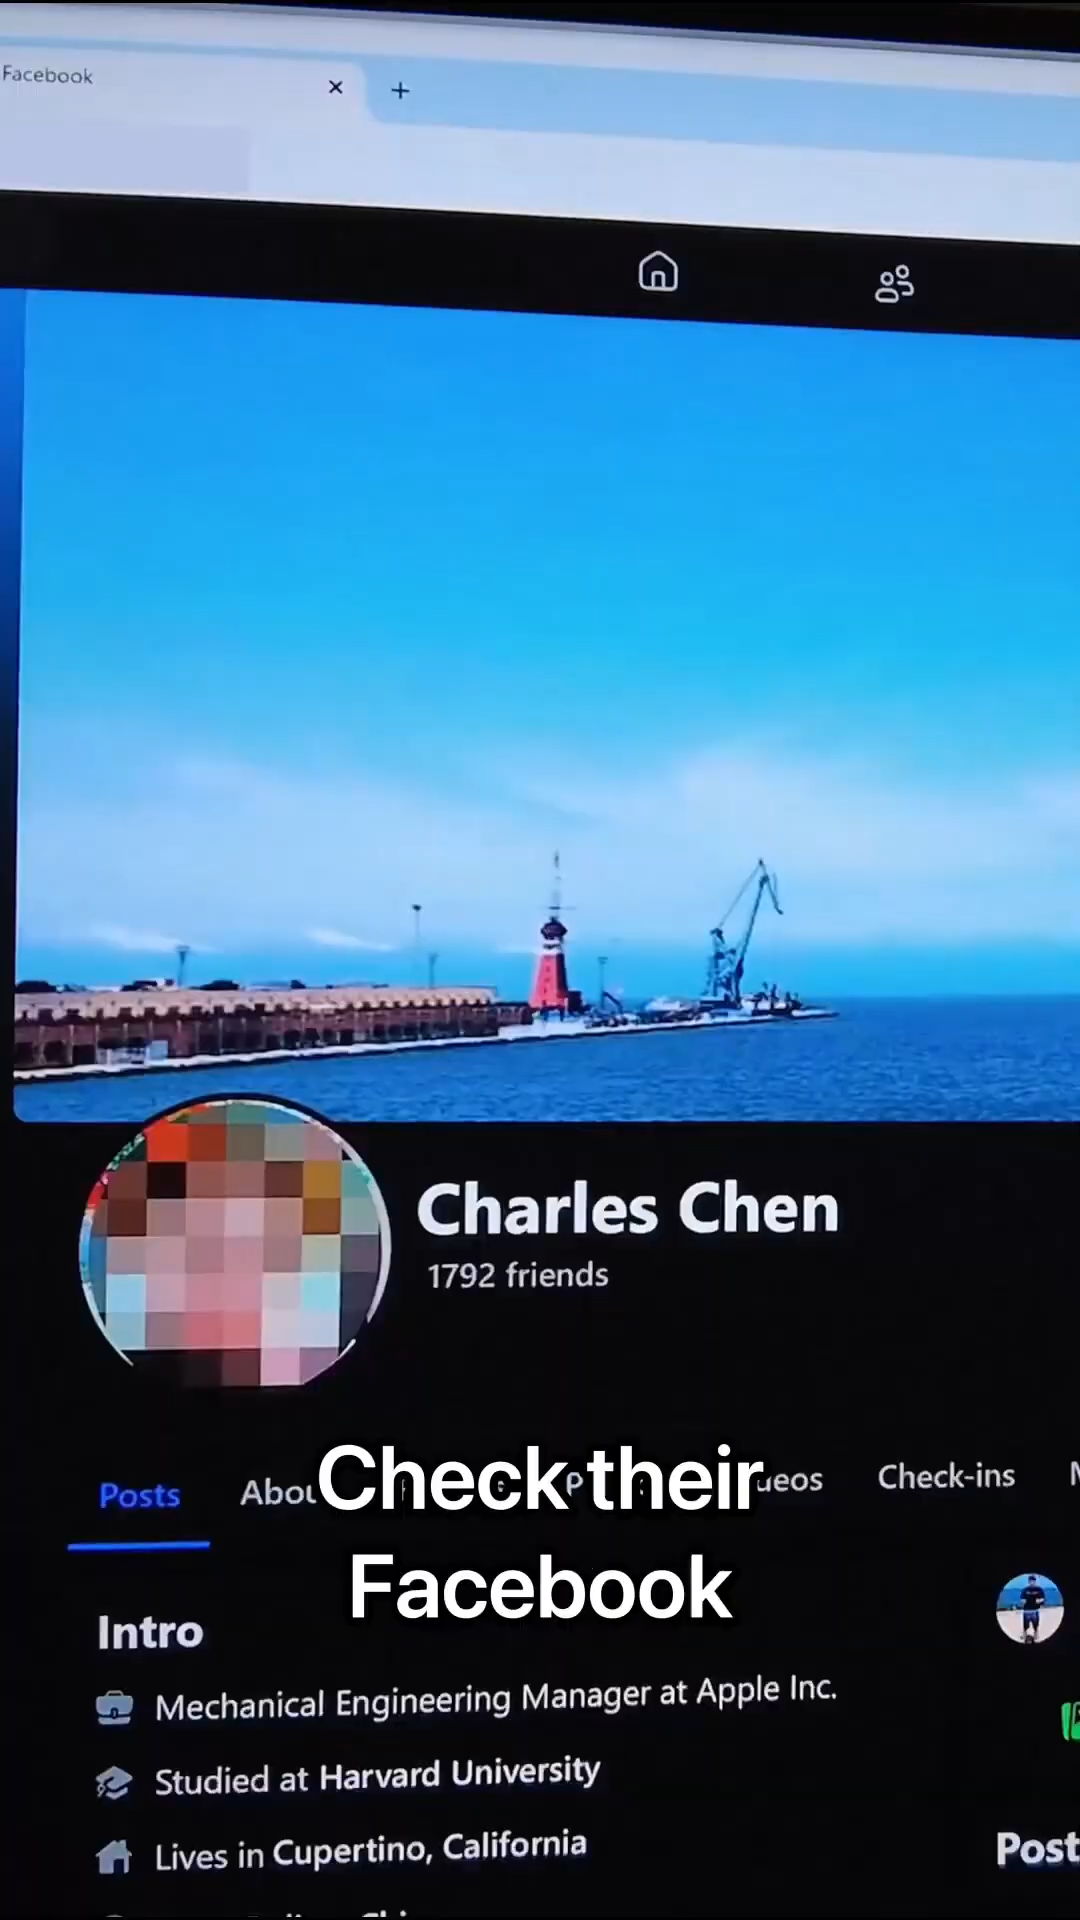 Facebook
Charles Chen
1792 friends
Posts
Check-ins
Check their
Facebook
Intro
Mechanical Engineering Manager at Apple Inc.
Studied at Harvard University
Lives in Cupertino, California